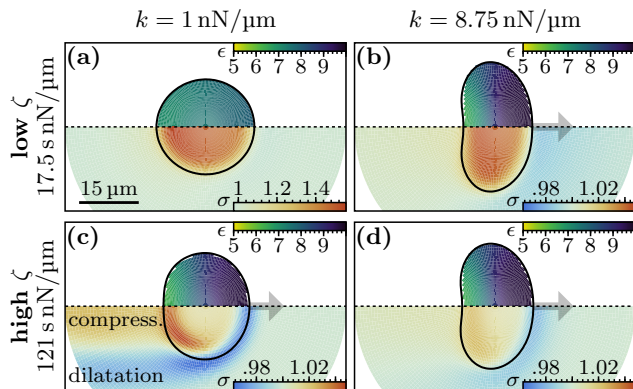 k = 1 nN/µm
k = 8.75 nN/µm
low ζ
17.5 s nN/µm
(a)
ϵ
5 6 7 8 9
15 µm
σ
1 1.2 1.4
(b)
ϵ
5 6 7 8 9
σ
.98 1.02
high ζ
121 s nN/µm
(c)
ϵ
5 6 7 8 9
compress.
dilatation
σ
.98 1.02
(d)
ϵ
5 6 7 8 9
σ
.98 1.02